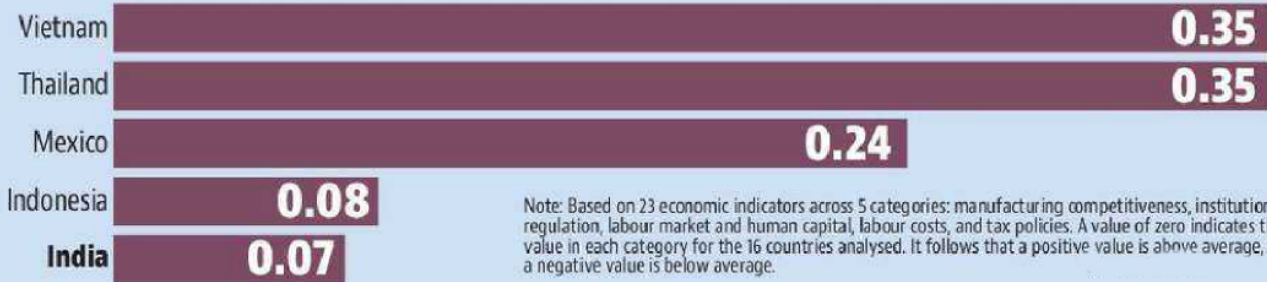 Vietnam 0.35
Thailand 0.35
Mexico 0.24
Indonesia 0.08
India 0.07
Note: Based on 23 economic indicators across 5 categories: manufacturing competitiveness,
regulation, labour market and human capital, labour costs, and tax policies. A value of zero indicates
value in each category for the 16 countries analysed. It follows that a positive value is above average,
a negative value is below average.